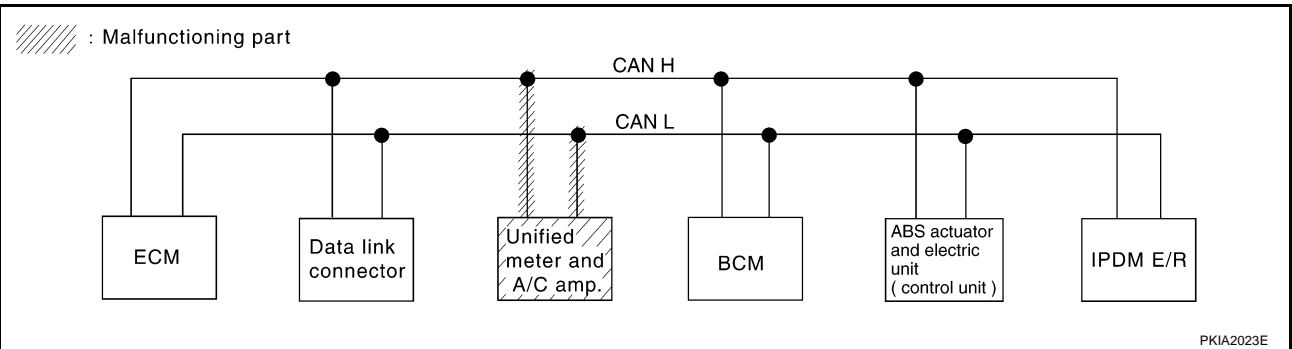 : Malfunctioning part
CAN H
CAN L
ECM
Data link
connector
Unified
meter and
A/C amp.
BCM
ABS actuator
and electric
unit
( control unit )
IPDM E/R
PKIA2023E